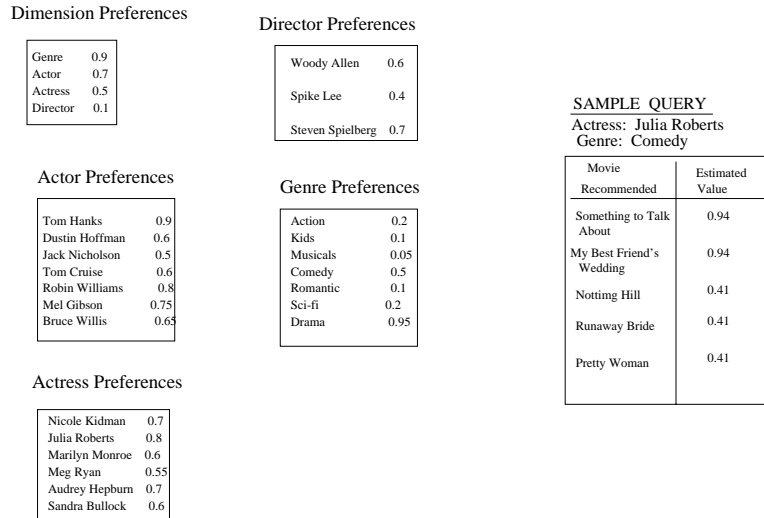 Dimension Preferences
Genre 0.9
Actor 0.7
Actress 0.5
Director 0.1
Director Preferences
Woody Allen 0.6
Spike Lee 0.4
Steven Spielberg 0.7
Actor Preferences
Tom Hanks 0.9
Dustin Hoffman 0.6
Jack Nicholson 0.5
Tom Cruise 0.6
Robin Williams 0.8
Mel Gibson 0.75
Bruce Willis 0.65
Genre Preferences
Action 0.2
Kids 0.1
Musicals 0.05
Comedy 0.5
Romantic 0.1
Sci-fi 0.2
Drama 0.95
Actress Preferences
Nicole Kidman 0.7
Julia Roberts 0.8
Marilyn Monroe 0.6
Meg Ryan 0.55
Audrey Hepburn 0.7
Sandra Bullock 0.6
SAMPLE QUERY
Actress: Julia Roberts
Genre: Comedy
Movie Estimated
Recommended Value
Something to Talk 0.94
About
My Best Friend's 0.94
Wedding
Nottimg Hill 0.41
Runaway Bride 0.41
Pretty Woman 0.41